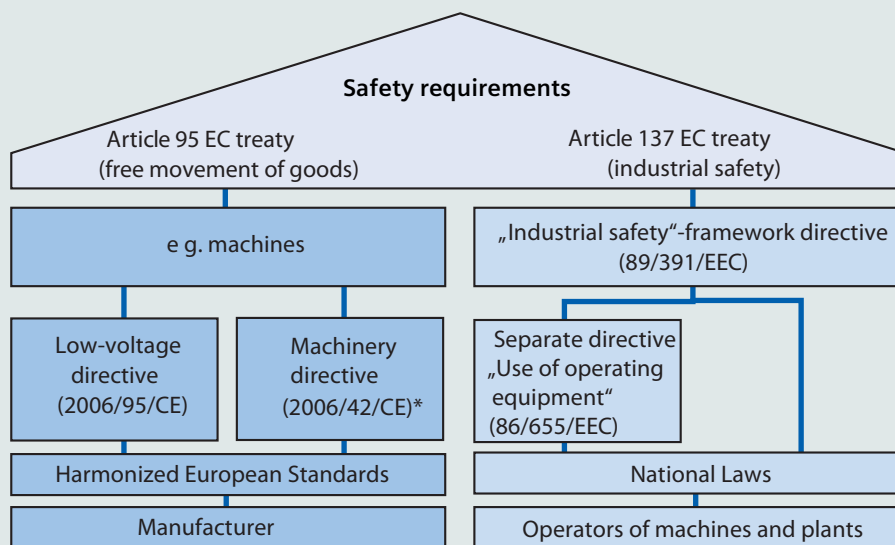 Safety requirements
Article 95 EC treaty
(free movement of goods)
Article 137 EC treaty
(industrial safety)
e g. machines
„Industrial safety“-framework directive
(89/391/EEC)
Low-voltage
directive
(2006/95/CE)
Machinery
directive
(2006/42/CE)*
Separate directive
„Use of operating
equipment“
(86/655/EEC)
Harmonized European Standards
National Laws
Manufacturer
Operators of machines and plants